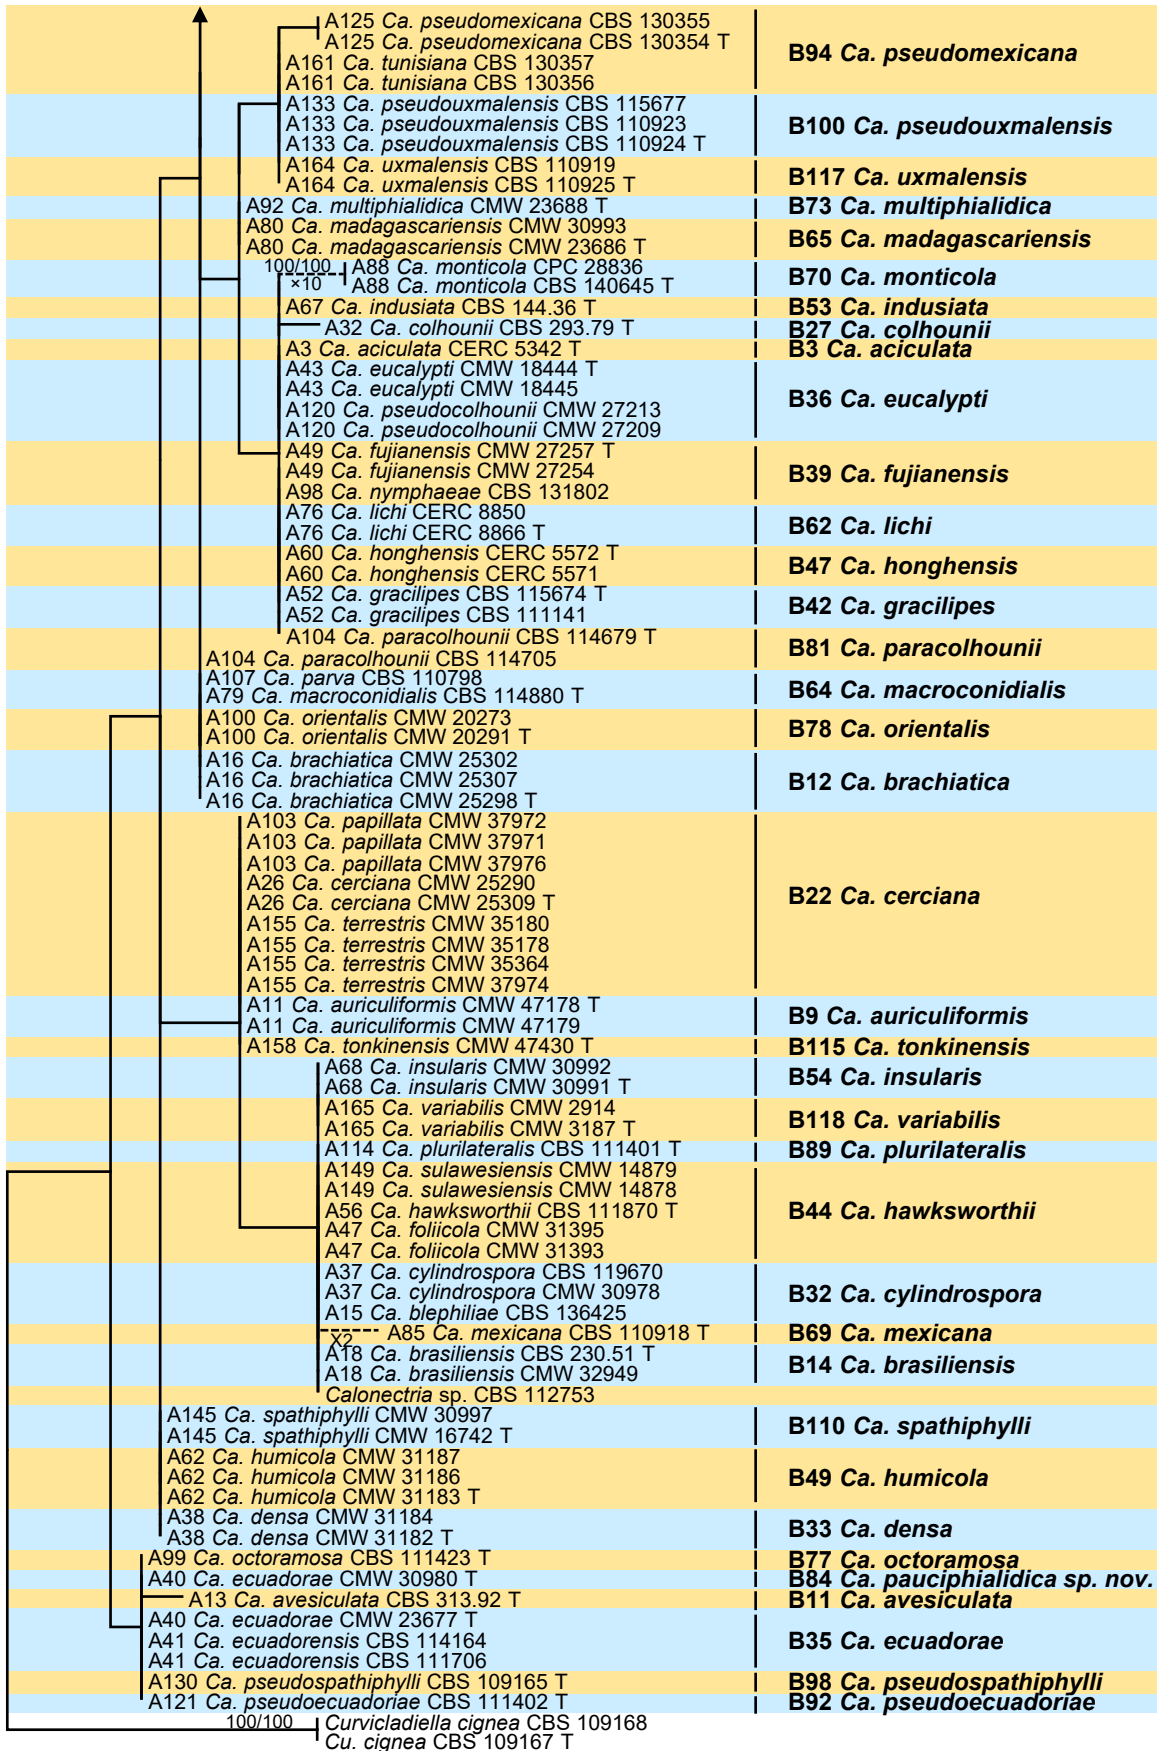 A125 Ca. pseudomexicana CBS 130355
A125 Ca. pseudomexicana CBS 130354 T
A161 Ca. tunisiana CBS 130357
A161 Ca. tunisiana CBS 130356
B94 Ca. pseudomexicana
A133 Ca. pseudouxmalensis CBS 115677
A133 Ca. pseudouxmalensis CBS 110923
A133 Ca. pseudouxmalensis CBS 110924 T
B100 Ca. pseudouxmalensis
A164 Ca. uxmalensis CBS 110919
A164 Ca. uxmalensis CBS 110925 T
B117 Ca. uxmalensis
A92 Ca. multiphialidica CMW 23688 T
B73 Ca. multiphialidica
A80 Ca. madagascariensis CMW 30993
A80 Ca. madagascariensis CMW 23686 T
B65 Ca. madagascariensis
100/100
×10
A88 Ca. monticola CPC 28836
A88 Ca. monticola CBS 140645 T
B70 Ca. monticola
A67 Ca. indusiata CBS 144.36 T
B53 Ca. indusiata
A32 Ca. colhounii CBS 293.79 T
B27 Ca. colhounii
A3 Ca. aciculata CERC 5342 T
B3 Ca. aciculata
A43 Ca. eucalypti CMW 18444 T
A43 Ca. eucalypti CMW 18445
A120 Ca. pseudocolhounii CMW 27213
A120 Ca. pseudocolhounii CMW 27209
B36 Ca. eucalypti
A49 Ca. fujianensis CMW 27257 T
A49 Ca. fujianensis CMW 27254
A98 Ca. nymphaeae CBS 131802
B39 Ca. fujianensis
A76 Ca. lichi CERC 8850
A76 Ca. lichi CERC 8866 T
B62 Ca. lichi
A60 Ca. honghensis CERC 5572 T
A60 Ca. honghensis CERC 5571
B47 Ca. honghensis
A52 Ca. gracilipes CBS 115674 T
A52 Ca. gracilipes CBS 111141
B42 Ca. gracilipes
A104 Ca. paracolhounii CBS 114679 T
A104 Ca. paracolhounii CBS 114705
B81 Ca. paracolhounii
A107 Ca. parva CBS 110798
A79 Ca. macroconidialis CBS 114880 T
B64 Ca. macroconidialis
A100 Ca. orientalis CMW 20273
A100 Ca. orientalis CMW 20291 T
B78 Ca. orientalis
A16 Ca. brachiatica CMW 25302
A16 Ca. brachiatica CMW 25307
A16 Ca. brachiatica CMW 25298 T
B12 Ca. brachiatica
A103 Ca. papillata CMW 37972
A103 Ca. papillata CMW 37971
A103 Ca. papillata CMW 37976
A26 Ca. cerciana CMW 25290
A26 Ca. cerciana CMW 25309 T
A155 Ca. terrestris CMW 35180
A155 Ca. terrestris CMW 35178
A155 Ca. terrestris CMW 35364
A155 Ca. terrestris CMW 37974
B22 Ca. cerciana
A11 Ca. auriculiformis CMW 47178 T
A11 Ca. auriculiformis CMW 47179
B9 Ca. auriculiformis
A158 Ca. tonkinensis CMW 47430 T
B115 Ca. tonkinensis
A68 Ca. insularis CMW 30992
A68 Ca. insularis CMW 30991 T
B54 Ca. insularis
A165 Ca. variabilis CMW 2914
A165 Ca. variabilis CMW 3187 T
B118 Ca. variabilis
A114 Ca. plurilateralis CBS 111401 T
B89 Ca. plurilateralis
A149 Ca. sulawesiensis CMW 14879
A149 Ca. sulawesiensis CMW 14878
A56 Ca. hawksworthii CBS 111870 T
A47 Ca. foliicola CMW 31395
A47 Ca. foliicola CMW 31393
B44 Ca. hawksworthii
A37 Ca. cylindrospora CBS 119670
A37 Ca. cylindrospora CMW 30978
A15 Ca. blephiliae CBS 136425
B32 Ca. cylindrospora
X2
A85 Ca. mexicana CBS 110918 T
B69 Ca. mexicana
A18 Ca. brasiliensis CBS 230.51 T
A18 Ca. brasiliensis CMW 32949
B14 Ca. brasiliensis
Calonectria sp. CBS 112753
A145 Ca. spathiphylli CMW 30997
A145 Ca. spathiphylli CMW 16742 T
B110 Ca. spathiphylli
A62 Ca. humicola CMW 31187
A62 Ca. humicola CMW 31186
A62 Ca. humicola CMW 31183 T
B49 Ca. humicola
A38 Ca. densa CMW 31184
A38 Ca. densa CMW 31182 T
B33 Ca. densa
A99 Ca. octoramosa CBS 111423 T
B77 Ca. octoramosa
A40 Ca. ecuadorae CMW 30980 T
B84 Ca. pauciphialidica sp. nov.
A13 Ca. avesiculata CBS 313.92 T
B11 Ca. avesiculata
A40 Ca. ecuadorae CMW 23677 T
A41 Ca. ecuadorensis CBS 114164
A41 Ca. ecuadorensis CBS 111706
B35 Ca. ecuadorae
A130 Ca. pseudospathiphylli CBS 109165 T
B98 Ca. pseudospathiphylli
A121 Ca. pseudoecuadoriae CBS 111402 T
B92 Ca. pseudoecuadoriae
100/100
Curvicladiella cignea CBS 109168
Cu. cignea CBS 109167 T